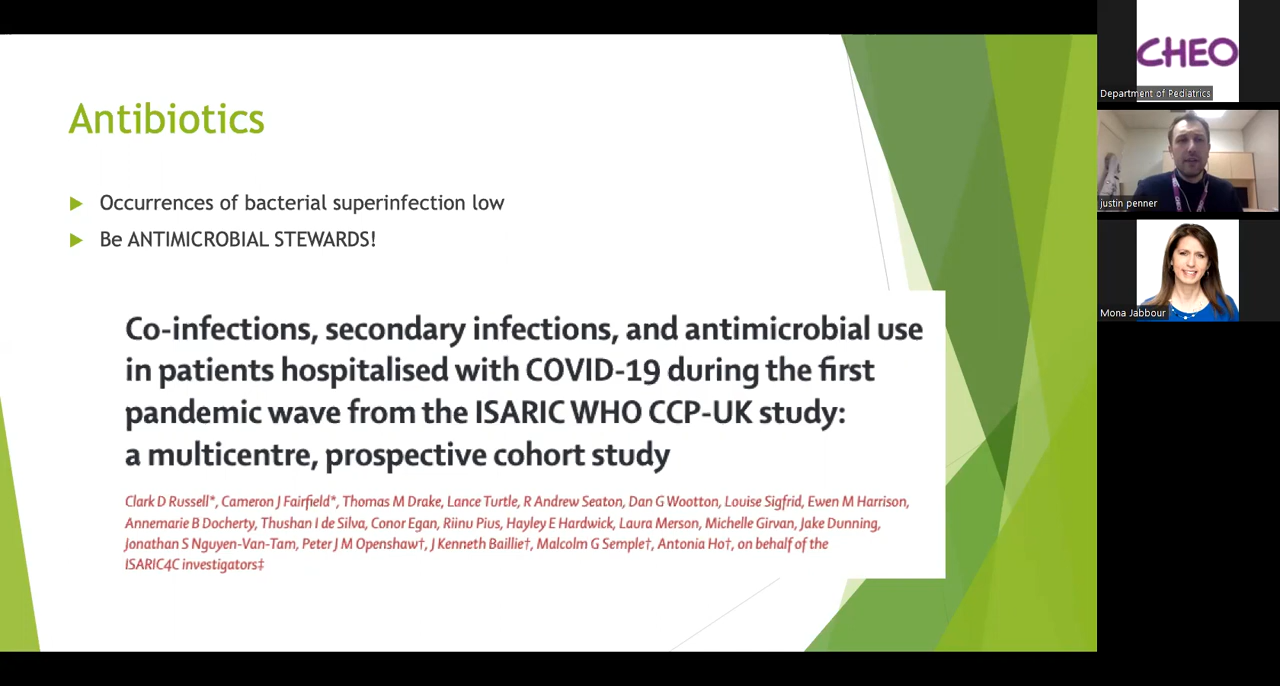 Antibiotics
Occurrences of bacterial superinfection low
Be ANTIMICROBIAL STEWARDS!
Co-infections, secondary infections, and antimicrobial use
in patients hospitalised with COVID-19 during the first
pandemic wave from the ISARIC WHO CCP-UK study:
a multicentre, prospective cohort study
Clark D Russell*, Cameron J Fairfield*, Thomas M Drake, Lance Turtle, R Andrew Seaton, Dan G Wootton, Louise Sigfrid, Ewen M Harrison,
Annemarie B Docherty, Thushan I de Silva, Conor Egan, Riinu Pius, Hayley E Hardwick, Laura Merson, Michelle Girvan, Jake Dunning,
Jonathan S Nguyen-Van-Tam, Peter J M Openshaw†, J Kenneth Baillie†, Malcolm G Semple†, Antonia Ho†, on behalf of the
ISARIC4C investigators‡
CHEO
Department of Pediatrics
justin penner
Mona Jabbour